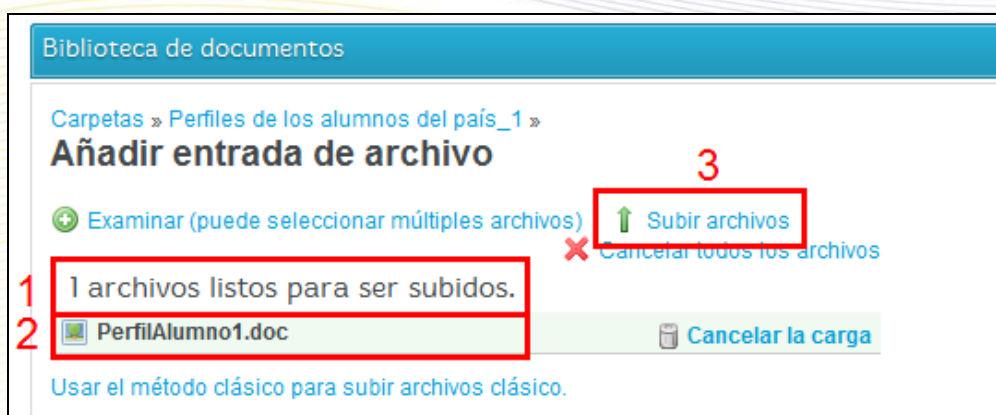 Biblioteca de documentos
Carpetas » Perfiles de los alumnos del país_1 »
Añadir entrada de archivo
3
Examinar (puede seleccionar múltiples archivos) Subir archivos
Cancelar todos los archivos
1 1 archivos listos para ser subidos.
2 PerfilAlumno1.doc Cancelar la carga
Usar el método clásico para subir archivos clásico.